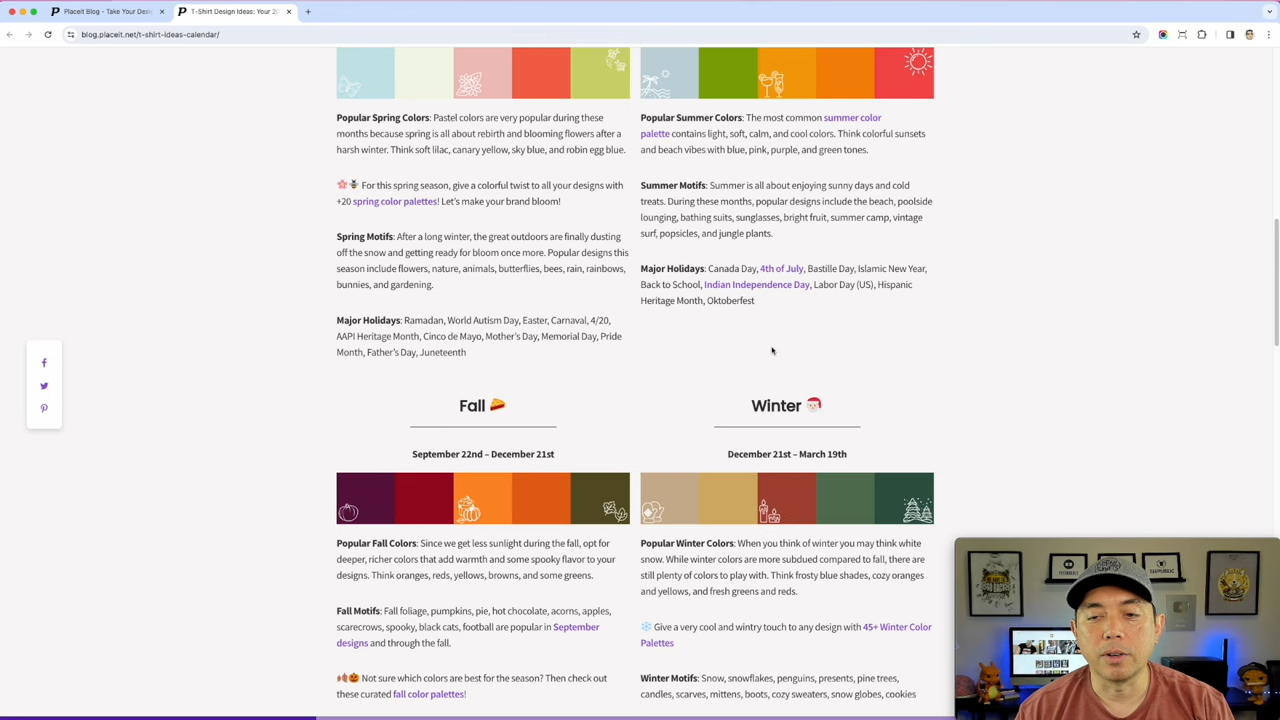 Placeit Blog - Take Your Desi
T-Shirt Design Ideas: Your 20
blog.placeit.net/t-shirt-ideas-calendar/
Popular Spring Colors: Pastel colors are very popular during these
months because spring is all about rebirth and blooming flowers after a
harsh winter. Think soft lilac, canary yellow, sky blue, and robin egg blue.
🌸 🐝 For this spring season, give a colorful twist to all your designs with
+20 spring color palettes! Let's make your brand bloom!
Spring Motifs: After a long winter, the great outdoors are finally dusting
off the snow and getting ready for bloom once more. Popular designs this
season include flowers, nature, animals, butterflies, bees, rain, rainbows,
bunnies, and gardening.
Major Holidays: Ramadan, World Autism Day, Easter, Carnaval, 4/20,
AAPI Heritage Month, Cinco de Mayo, Mother's Day, Memorial Day, Pride
Month, Father's Day, Juneteenth
Popular Summer Colors: The most common summer color
palette contains light, soft, calm, and cool colors. Think colorful sunsets
and beach vibes with blue, pink, purple, and green tones.
Summer Motifs: Summer is all about enjoying sunny days and cold
treats. During these months, popular designs include the beach, poolside
lounging, bathing suits, sunglasses, bright fruit, summer camp, vintage
surf, popsicles, and jungle plants.
Major Holidays: Canada Day, 4th of July, Bastille Day, Islamic New Year,
Back to School, Indian Independence Day, Labor Day (US), Hispanic
Heritage Month, Oktoberfest
Fall 🥧
September 22nd – December 21st
Popular Fall Colors: Since we get less sunlight during the fall, opt for
deeper, richer colors that add warmth and some spooky flavor to your
designs. Think oranges, reds, yellows, browns, and some greens.
Fall Motifs: Fall foliage, pumpkins, pie, hot chocolate, acorns, apples,
scarecrows, spooky, black cats, football are popular in September
designs and through the fall.
🍂🎃 Not sure which colors are best for the season? Then check out
these curated fall color palettes!
Winter 🎅
December 21st – March 19th
Popular Winter Colors: When you think of winter you may think white
snow. While winter colors are more subdued compared to fall, there are
still plenty of colors to play with. Think frosty blue shades, cozy oranges
and yellows, and fresh greens and reds.
❄️ Give a very cool and wintry touch to any design with 45+ Winter Color
Palettes
Winter Motifs: Snow, snowflakes, penguins, presents, pine trees,
candles, scarves, mittens, boots, cozy sweaters, snow globes, cookies